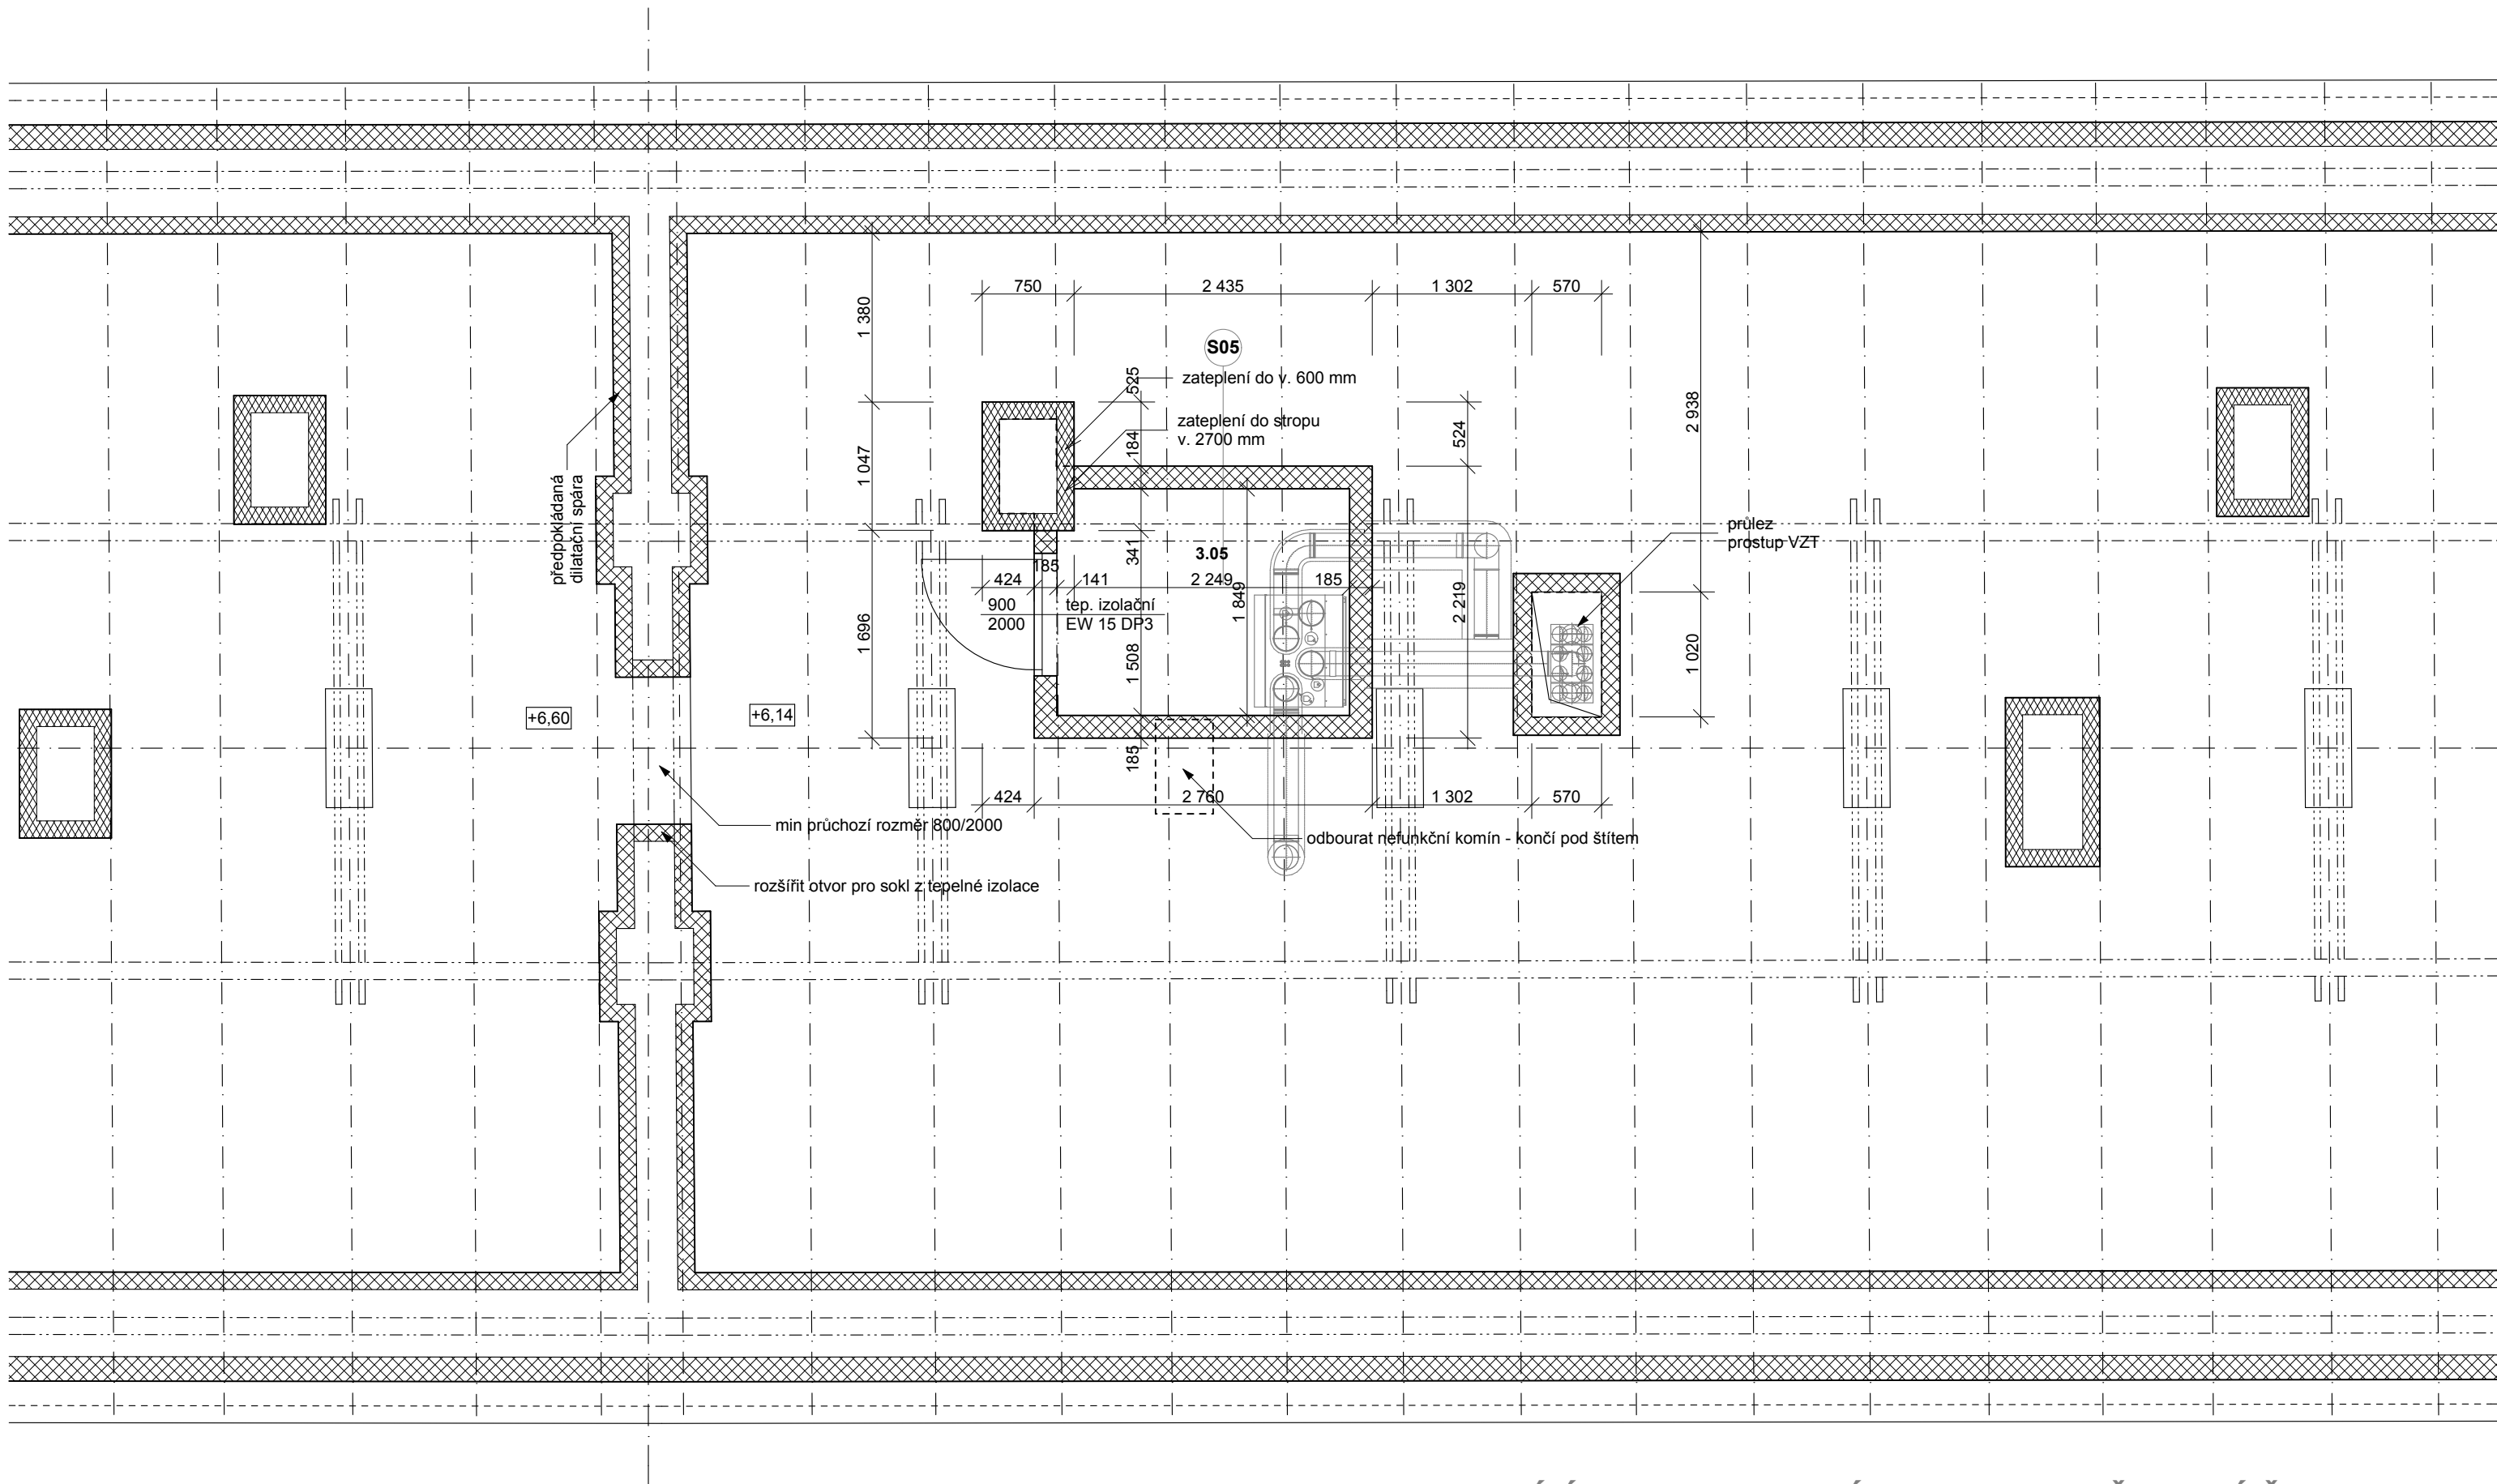 750
2 435
1 302
570
1 380
S05
525
zateplení do v. 600 mm
zateplení do stropu
v. 2700 mm
184
524
2 938
1 047
předpokládaná
dilatační spára
průlez
prostup VZT
341
3.05
185
424
141
2 249
185
900
2000
tep. izolační
EW 15 DP3
1 849
2 219
1 696
1 508
1 020
+6,60
+6,14
185
424
2 760
1 302
570
min průchozí rozměr 800/2000
odbourat nefunkční komín - končí pod štítem
rozšířit otvor pro sokl z tepelné izolace